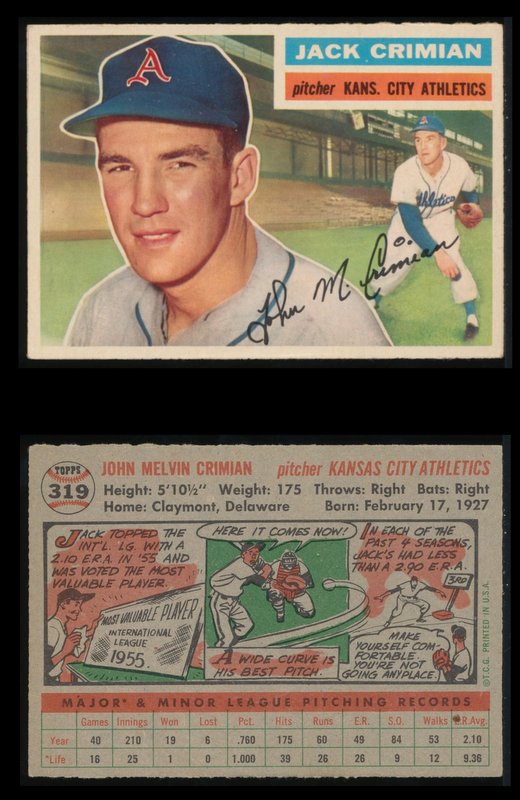 A
JACK CRIMIAN
pitcher KANS. CITY ATHLETICS
A
Athletics
John M. Crimian
TOPPS
319
JOHN MELVIN CRIMIAN pitcher KANSAS CITY ATHLETICS
Height: 5'10½" Weight: 175 Throws: Right Bats: Right
Home: Claymont, Delaware Born: February 17, 1927
JACK TOPPED THE
INT'L. LG. WITH A
2.10 E.R.A. IN '55 AND
WAS VOTED THE MOST
VALUABLE PLAYER.
MOST VALUABLE PLAYER
INTERNATIONAL
LEAGUE
1955.
HERE IT COMES NOW!
A WIDE CURVE IS
HIS BEST PITCH.
IN EACH OF THE
PAST 4 SEASONS,
JACK'S HAD LESS
THAN A 2.90 E.R.A.
3RD
MAKE
YOURSELF COM-
FORTABLE.
YOU'RE NOT
GOING ANYPLACE.
©T.C.G. PRINTED IN U.S.A.
MAJOR* & MINOR LEAGUE PITCHING RECORDS
Games Innings Won Lost Pct. Hits Runs E.R. S.O. Walks E.R.Avg.
Year 40 210 19 6 .760 175 60 49 84 53 2.10
*Life 16 25 1 0 1.000 39 26 26 9 12 9.36